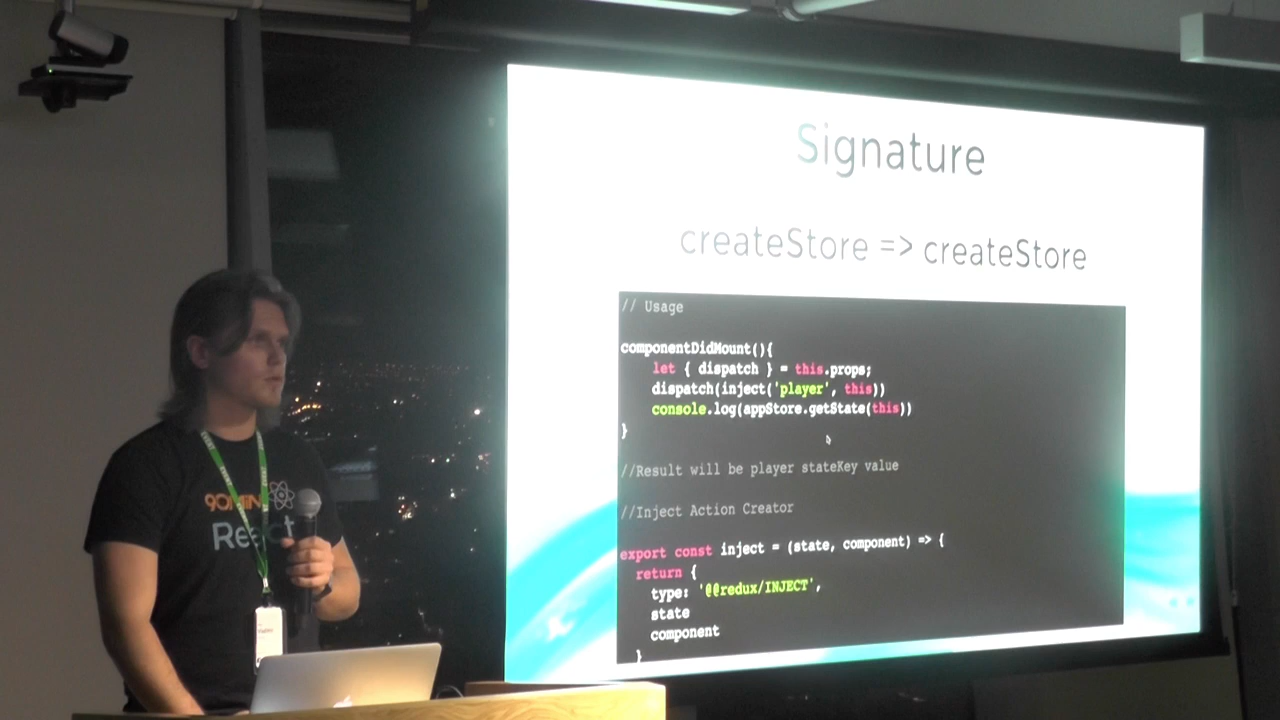 Signature
createStore => createStore
// Usage
componentDidMount(){
let { dispatch } = this.props;
dispatch(inject('player', this))
console.log(appStore.getState(this))
}
//Result will be player stateKey value
//Inject Action Creator
export const inject = (state, component) => {
return {
type: '@@redux/INJECT',
state
component
}
90MIN
React